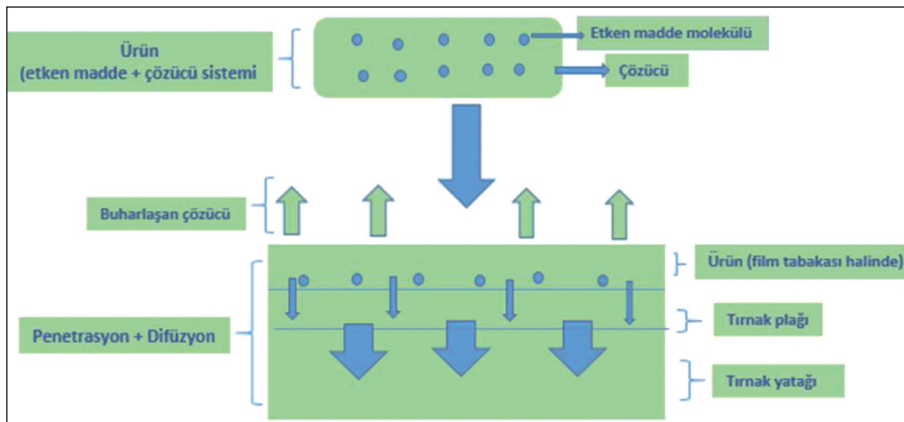 Ürün
(etken madde + çözücü sistemi
Etken madde molekülü
Çözücü
Buharlaşan çözücü
Ürün (film tabakası halinde)
Penetrasyon + Difüzyon
Tırnak plağı
Tırnak yatağı